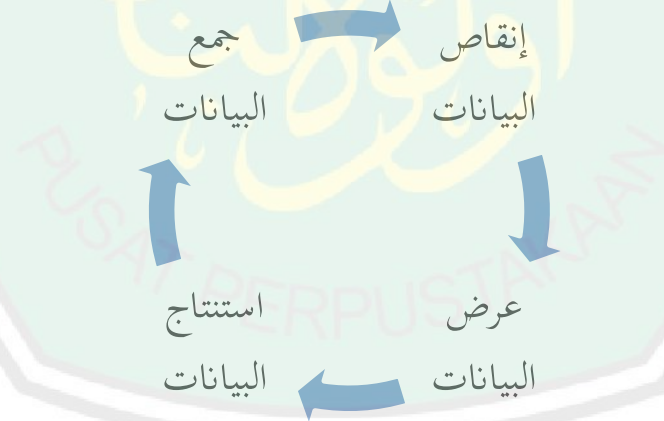 جمع
البيانات
إنقاص
البيانات
عرض
البيانات
استنتاج
البيانات
PUSAT PERPUSTAKAAN